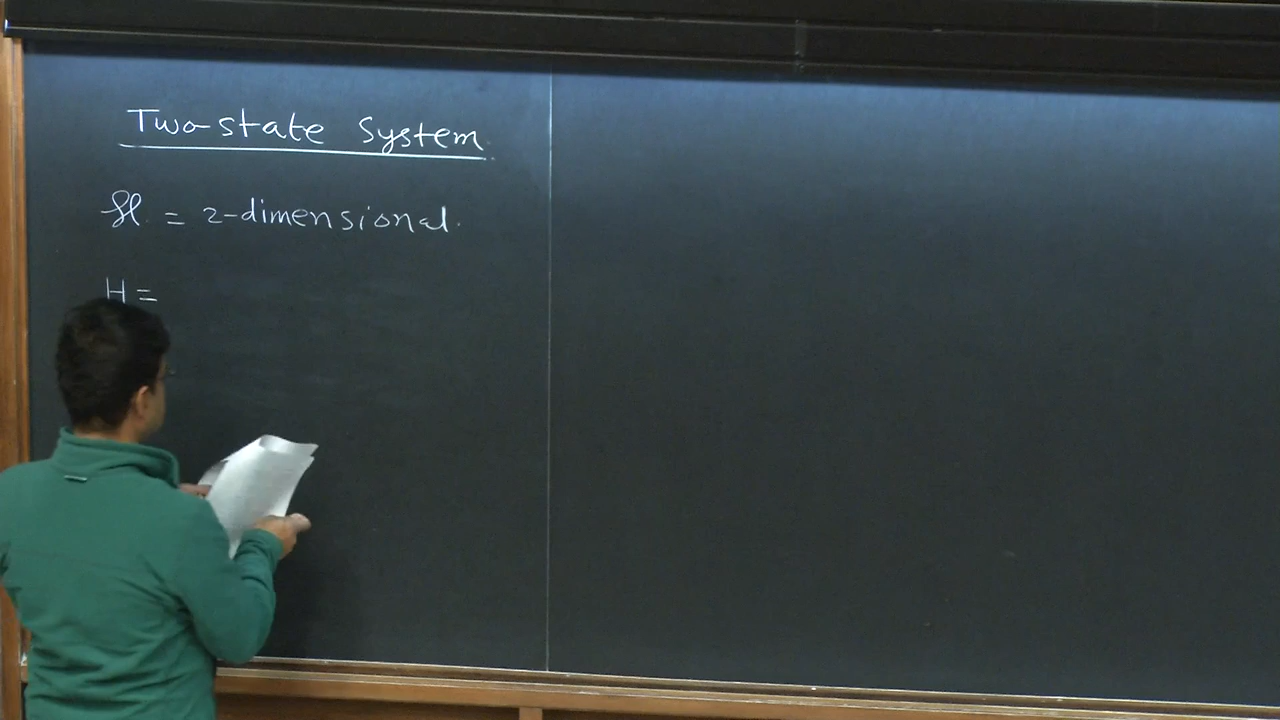 Two-state System
ℋ = 2-dimensional.
H =